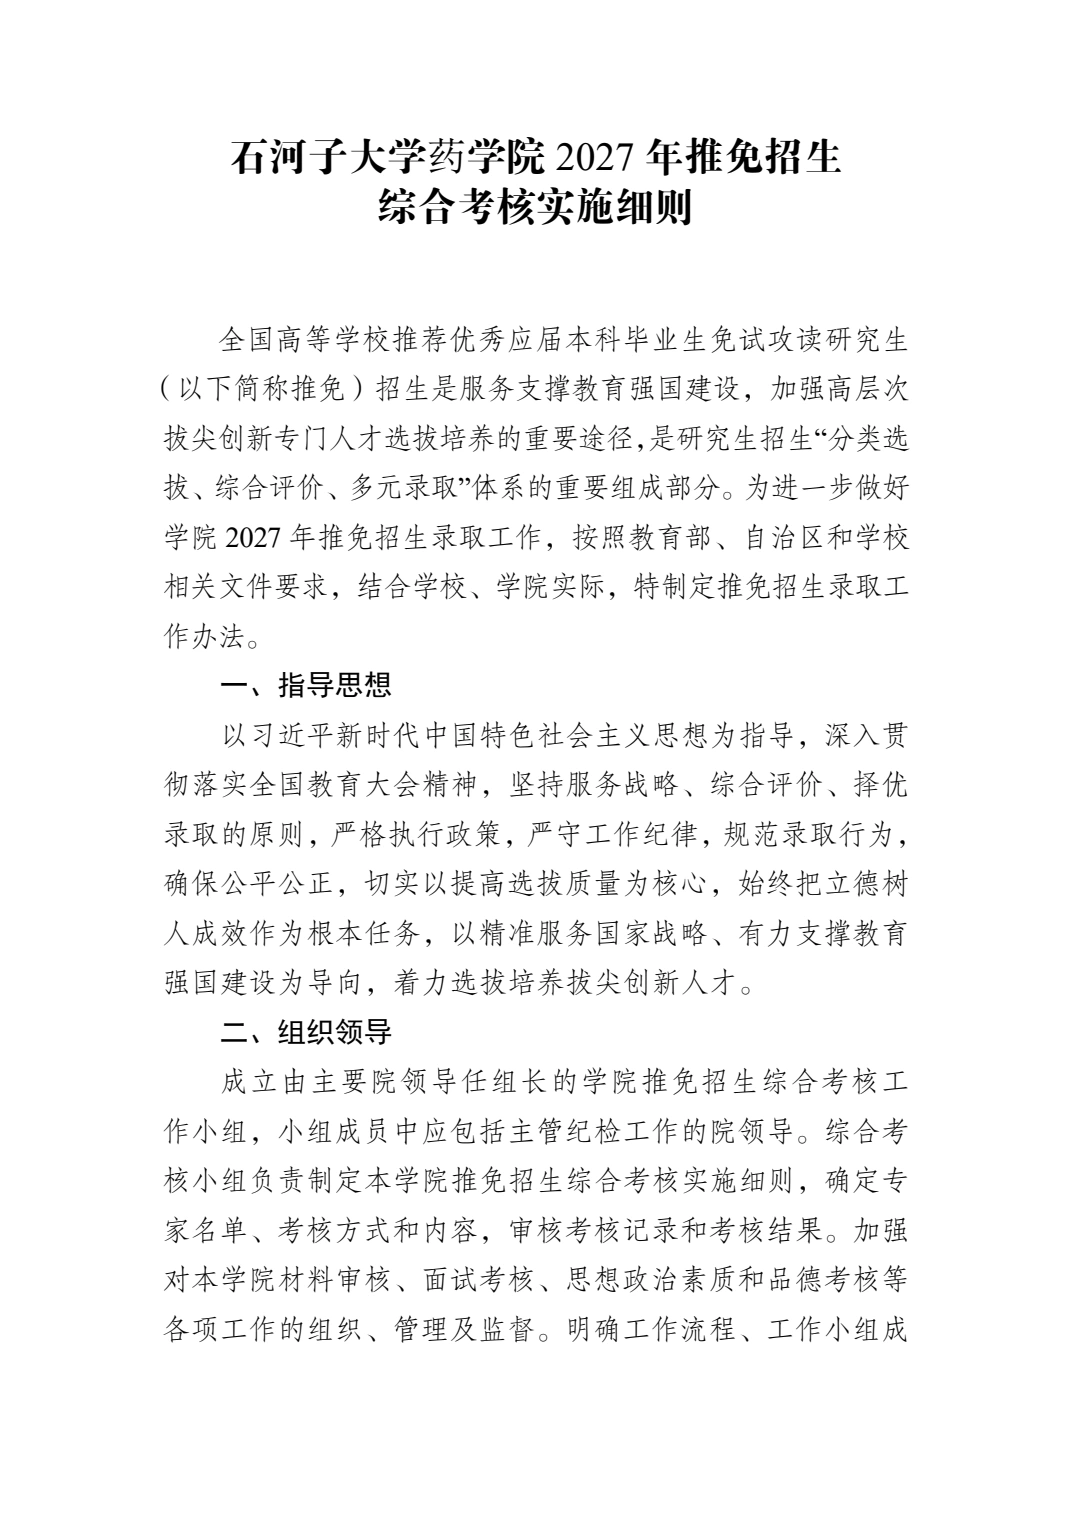 石河子大学药学院 2027 年推免招生
综合考核实施细则
全国高等学校推荐优秀应届本科毕业生免试攻读研究生
（以下简称推免）招生是服务支撑教育强国建设，加强高层次
拔尖创新专门人才选拔培养的重要途径，是研究生招生“分类选
拔、综合评价、多元录取”体系的重要组成部分。为进一步做好
学院 2027 年推免招生录取工作，按照教育部、自治区和学校
相关文件要求，结合学校、学院实际，特制定推免招生录取工
作办法。
一、指导思想
以习近平新时代中国特色社会主义思想为指导，深入贯
彻落实全国教育大会精神，坚持服务战略、综合评价、择优
录取的原则，严格执行政策，严守工作纪律，规范录取行为，
确保公平公正，切实以提高选拔质量为核心，始终把立德树
人成效作为根本任务，以精准服务国家战略、有力支撑教育
强国建设为导向，着力选拔培养拔尖创新人才。
二、组织领导
成立由主要院领导任组长的学院推免招生综合考核工
作小组，小组成员中应包括主管纪检工作的院领导。综合考
核小组负责制定本学院推免招生综合考核实施细则，确定专
家名单、考核方式和内容，审核考核记录和考核结果。加强
对本学院材料审核、面试考核、思想政治素质和品德考核等
各项工作的组织、管理及监督。明确工作流程、工作小组成